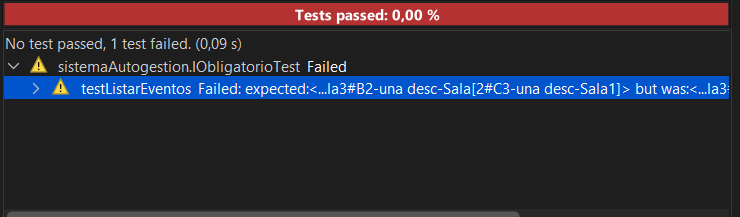 Tests passed: 0,00 %
No test passed, 1 test failed. (0,09 s)
sistemaAutogestion.IObligatorioTest Failed
testListarEventos Failed: expected:<...la3#B2-una desc-Sala[2#C3-una desc-Sala1]> but was:<...la3#